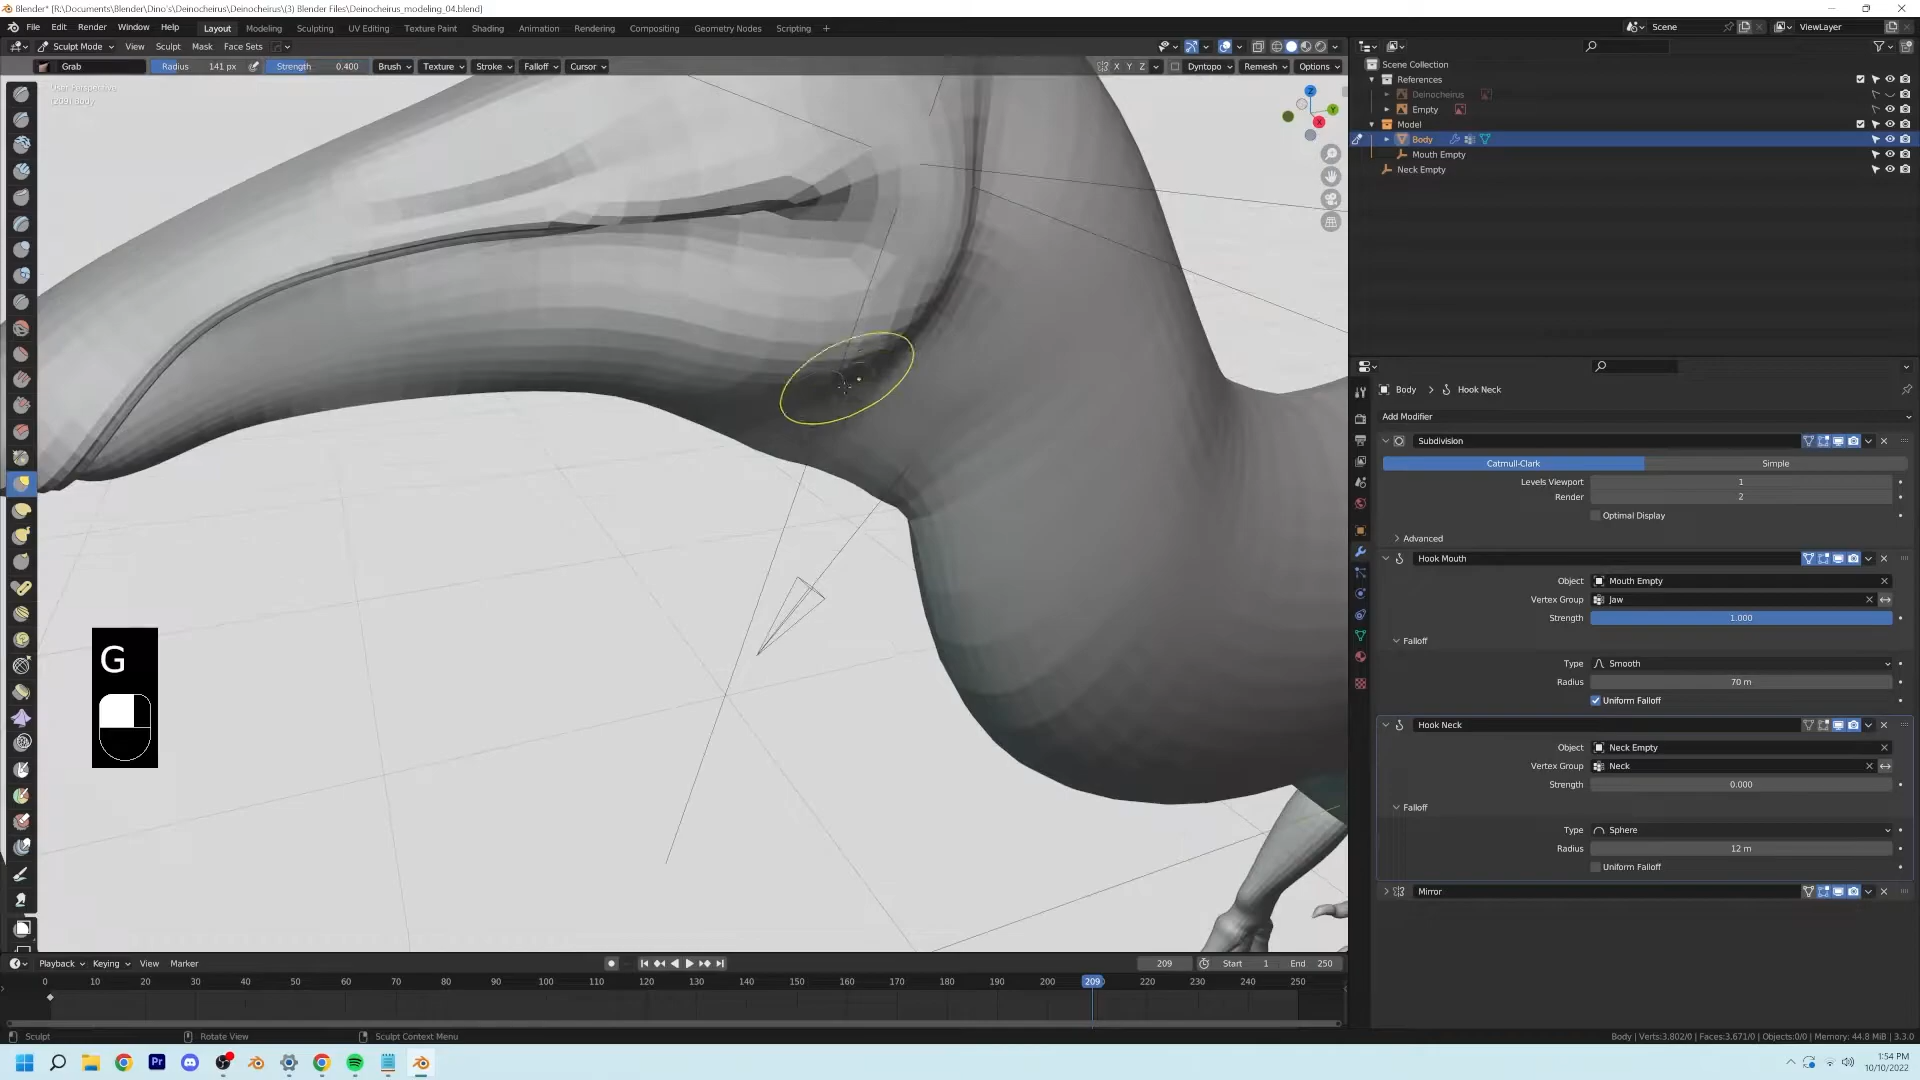 Blender* [R:\Documents\Blender\Dino's\Deinocheirus\Deinocheirus\(3) Blender Files\Deinocheirus_modeling_04.blend]
File Edit Render Window Help Layout Modeling Sculpting UV Editing Texture Paint Shading Animation Rendering Compositing Geometry Nodes Scripting + Scene ViewLayer
Sculpt Mode View Sculpt Mask Face Sets
Grab Radius 141 px Strength 0.400 Brush Texture Stroke Falloff Cursor X Y Z Dyntopo Remesh Options
User Perspective
(209) Body
Z
Y
X
Scene Collection
References
Deinocheirus
Empty
Model
Body
Mouth Empty
Neck Empty
Body > Hook Neck
Add Modifier
Subdivision
Catmull-Clark Simple
Levels Viewport 1
Render 2
Optimal Display
Advanced
Hook Mouth
Object Mouth Empty
Vertex Group Jaw
Strength 1.000
Falloff
Type Smooth
Radius 70 m
Uniform Falloff
Hook Neck
Object Neck Empty
Vertex Group Neck
Strength 0.000
Falloff
Type Sphere
Radius 12 m
Uniform Falloff
Mirror
G
Playback Keying View Marker 209 Start 1 End 250
0 10 20 30 40 50 60 70 80 90 100 110 120 130 140 150 160 170 180 190 200 209 220 230 240 250
Sculpt Rotate View Sculpt Context Menu Body | Verts:3,802/0 | Faces:3,671/0 | Objects:0/0 | Memory: 44.8 MiB | 3.3.0
Pr
1:54 PM
10/10/2022